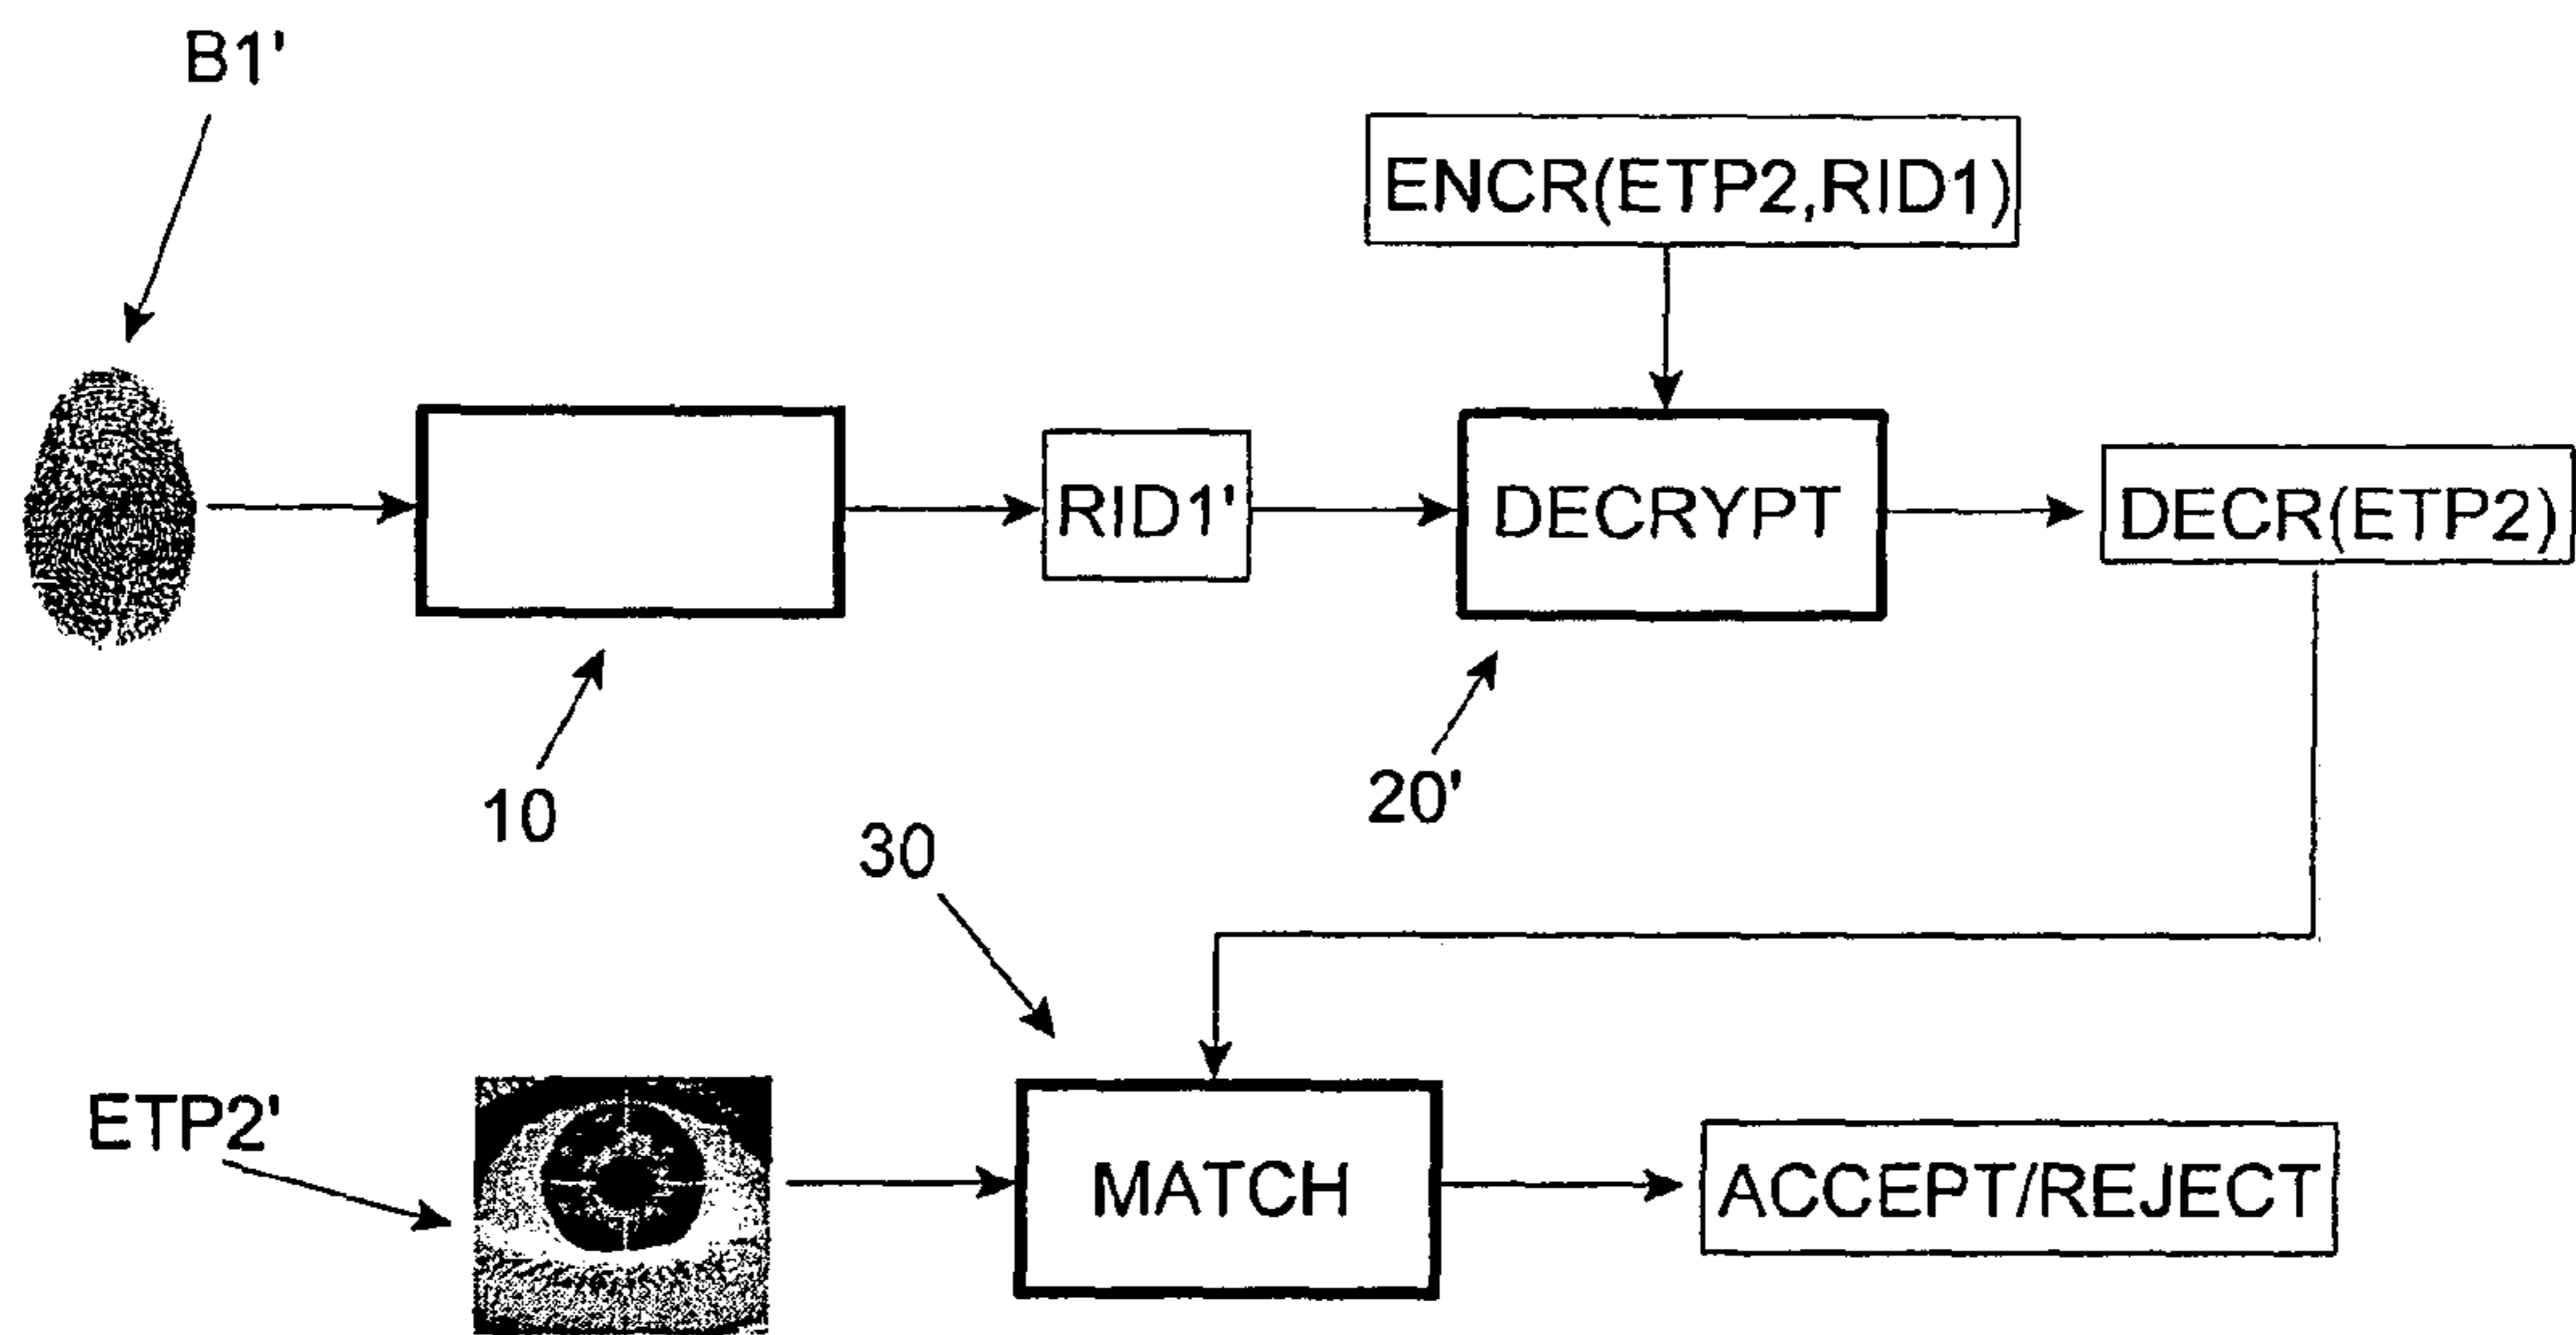 B1'
ENCR(ETP2,RID1)
RID1'
DECRYPT
DECR(ETP2)
10
20'
30
ETP2'
MATCH
ACCEPT/REJECT